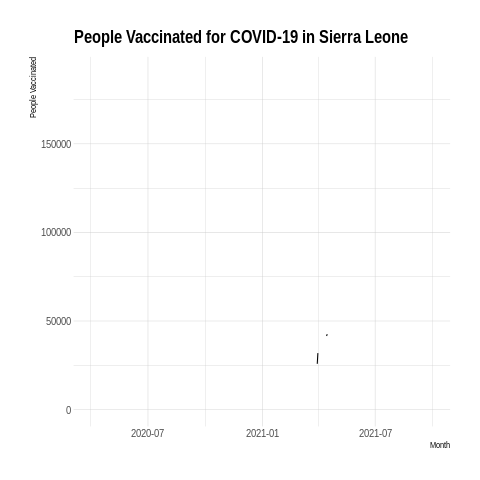 People Vaccinated for COVID-19 in Sierra Leone
People Vaccinated
150000
100000
50000
0
2020-07
2021-01
2021-07
Month